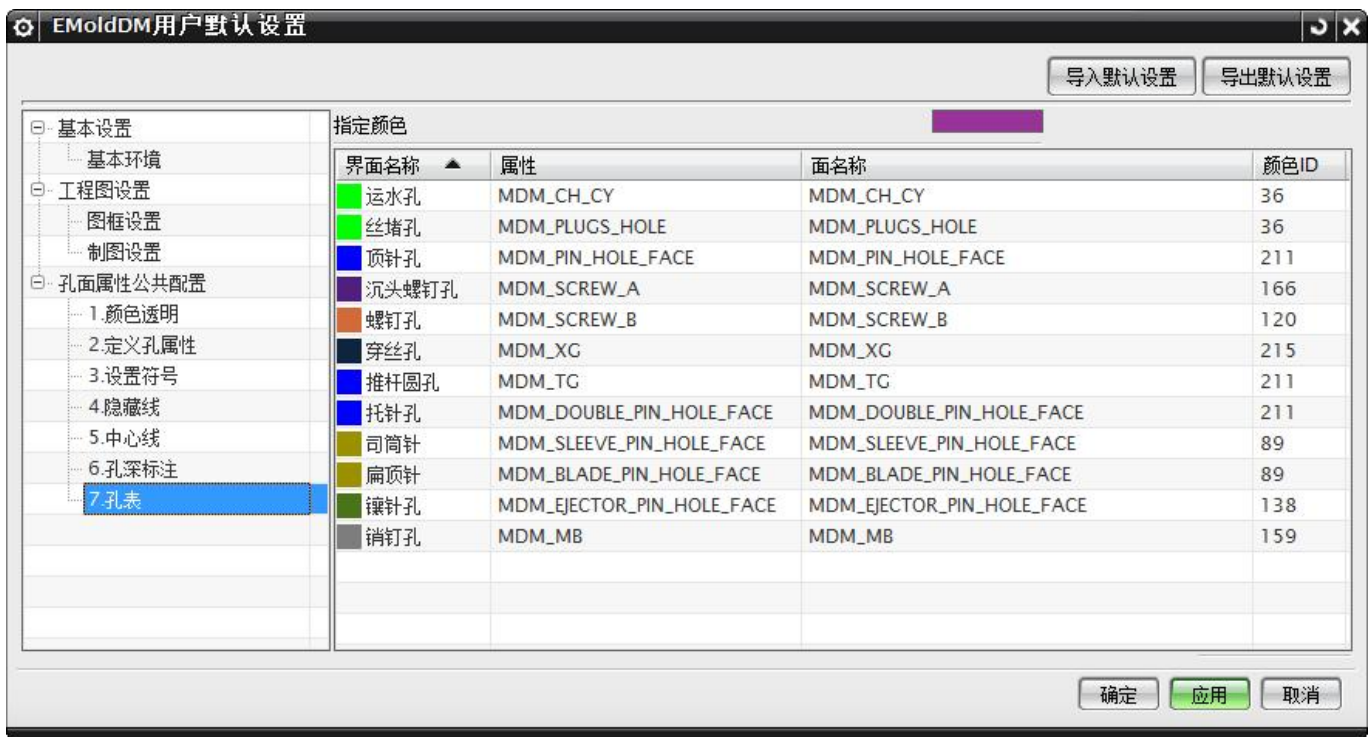 EMoldDM用户默认设置
导入默认设置 导出默认设置
基本设置
基本环境
工程图设置
图框设置
制图设置
孔面属性公共配置
1.颜色透明
2.定义孔属性
3.设置符号
4.隐藏线
5.中心线
6.孔深标注
7.孔表
指定颜色
界面名称 属性 面名称 颜色ID
运水孔 MDM_CH_CY MDM_CH_CY 36
丝堵孔 MDM_PLUGS_HOLE MDM_PLUGS_HOLE 36
顶针孔 MDM_PIN_HOLE_FACE MDM_PIN_HOLE_FACE 211
沉头螺钉孔 MDM_SCREW_A MDM_SCREW_A 166
螺钉孔 MDM_SCREW_B MDM_SCREW_B 120
穿丝孔 MDM_XG MDM_XG 215
推杆圆孔 MDM_TG MDM_TG 211
托针孔 MDM_DOUBLE_PIN_HOLE_FACE MDM_DOUBLE_PIN_HOLE_FACE 211
司筒针 MDM_SLEEVE_PIN_HOLE_FACE MDM_SLEEVE_PIN_HOLE_FACE 89
扁顶针 MDM_BLADE_PIN_HOLE_FACE MDM_BLADE_PIN_HOLE_FACE 89
镶针孔 MDM_EJECTOR_PIN_HOLE_FACE MDM_EJECTOR_PIN_HOLE_FACE 138
销钉孔 MDM_MB MDM_MB 159
确定 应用 取消